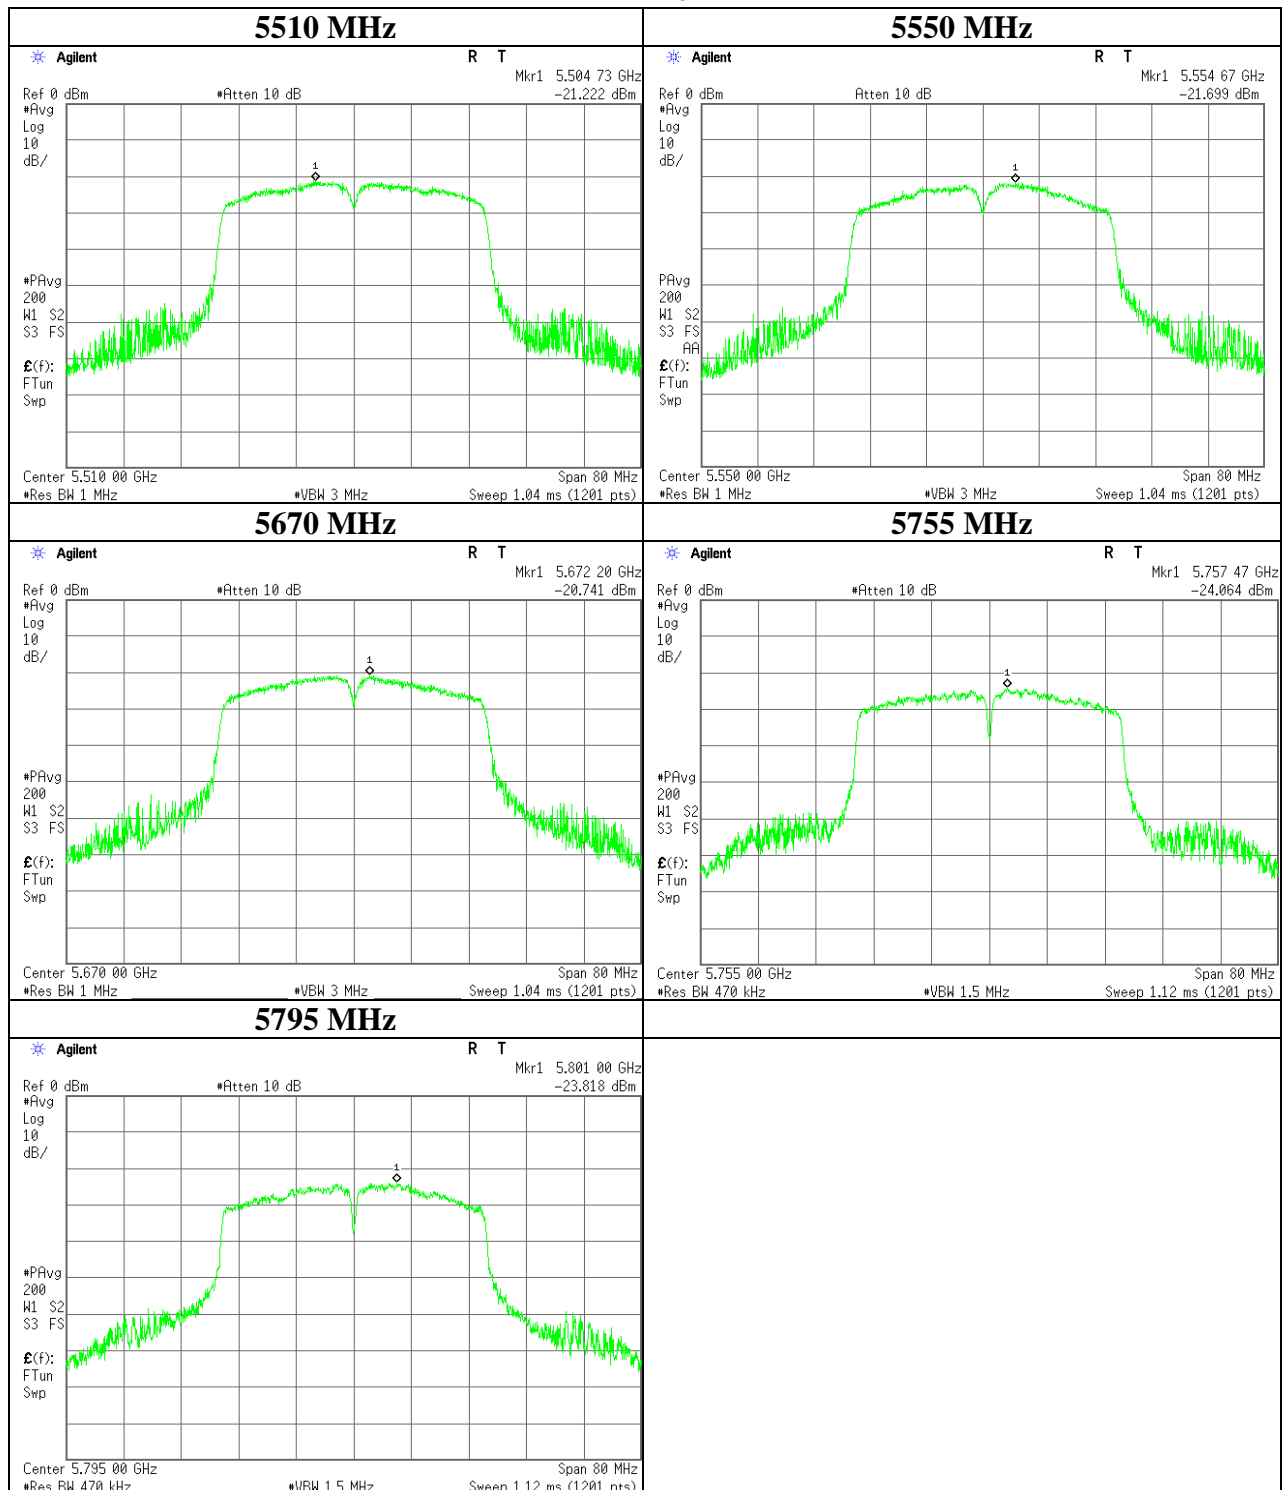 5510 MHz
Agilent R T
Mkr1 5.504 73 GHz
Ref 0 dBm #Atten 10 dB -21.222 dBm
#Avg
Log
10
dB/
1
#PAvg
200
W1 S2
S3 FS
£(f):
FTun
Swp
Center 5.510 00 GHz Span 80 MHz
#Res BW 1 MHz #VBW 3 MHz Sweep 1.04 ms (1201 pts)
5550 MHz
Agilent R T
Mkr1 5.554 67 GHz
Ref 0 dBm Atten 10 dB -21.699 dBm
#Avg
Log
10
dB/
1
PAvg
200
W1 S2
S3 FS
AA
£(f):
FTun
Swp
Center 5.550 00 GHz Span 80 MHz
#Res BW 1 MHz #VBW 3 MHz Sweep 1.04 ms (1201 pts)
5670 MHz
Agilent R T
Mkr1 5.672 20 GHz
Ref 0 dBm #Atten 10 dB -20.741 dBm
#Avg
Log
10
dB/
1
#PAvg
200
W1 S2
S3 FS
£(f):
FTun
Swp
Center 5.670 00 GHz Span 80 MHz
#Res BW 1 MHz #VBW 3 MHz Sweep 1.04 ms (1201 pts)
5755 MHz
Agilent R T
Mkr1 5.757 47 GHz
Ref 0 dBm #Atten 10 dB -24.064 dBm
#Avg
Log
10
dB/
1
#PAvg
200
W1 S2
S3 FS
£(f):
FTun
Swp
Center 5.755 00 GHz Span 80 MHz
#Res BW 470 kHz #VBW 1.5 MHz Sweep 1.12 ms (1201 pts)
5795 MHz
Agilent R T
Mkr1 5.801 00 GHz
Ref 0 dBm #Atten 10 dB -23.818 dBm
#Avg
Log
10
dB/
1
#PAvg
200
W1 S2
S3 FS
£(f):
FTun
Swp
Center 5.795 00 GHz Span 80 MHz
#Res BW 470 kHz #VBW 1.5 MHz Sweep 1.12 ms (1201 pts)